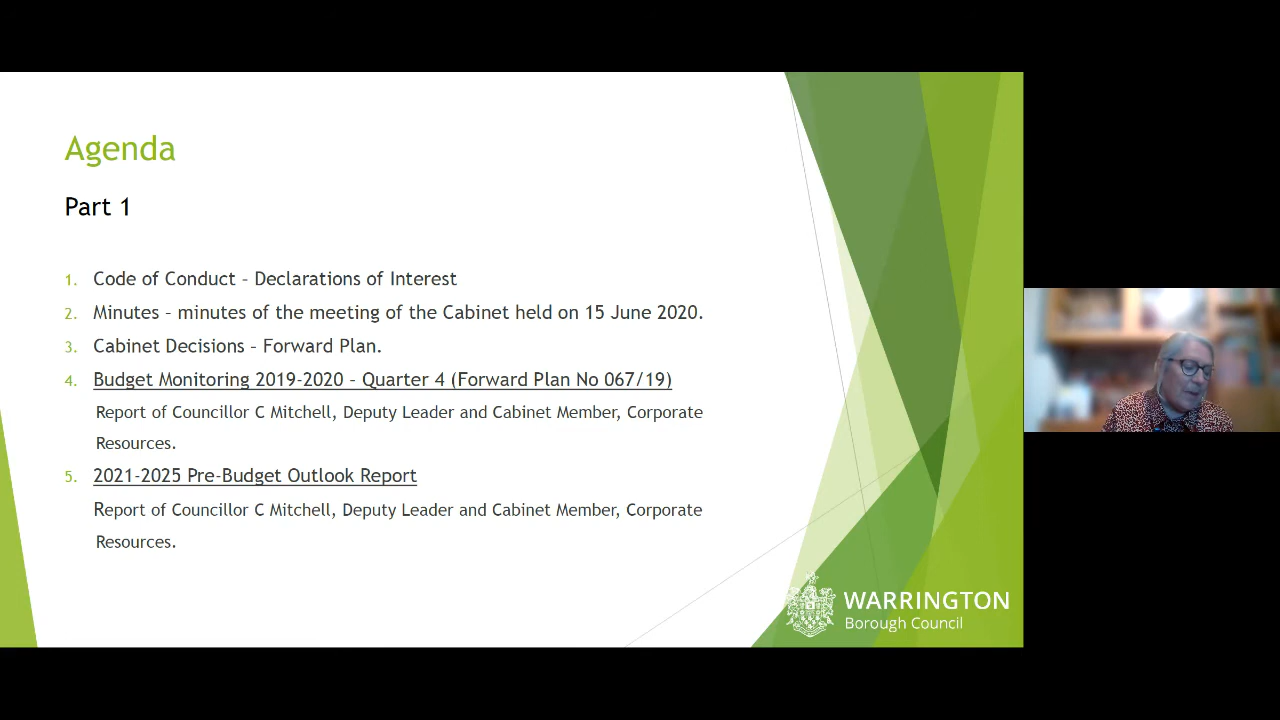 Agenda
Part 1
1. Code of Conduct – Declarations of Interest
2. Minutes – minutes of the meeting of the Cabinet held on 15 June 2020.
3. Cabinet Decisions – Forward Plan.
4. Budget Monitoring 2019-2020 – Quarter 4 (Forward Plan No 067/19)
Report of Councillor C Mitchell, Deputy Leader and Cabinet Member, Corporate
Resources.
5. 2021-2025 Pre-Budget Outlook Report
Report of Councillor C Mitchell, Deputy Leader and Cabinet Member, Corporate
Resources.
WARRINGTON
Borough Council